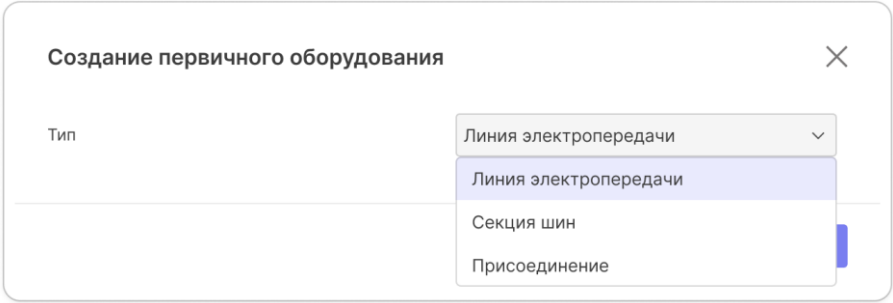 Создание первичного оборудования
Тип
Линия электропередачи
Линия электропередачи
Секция шин
Присоединение